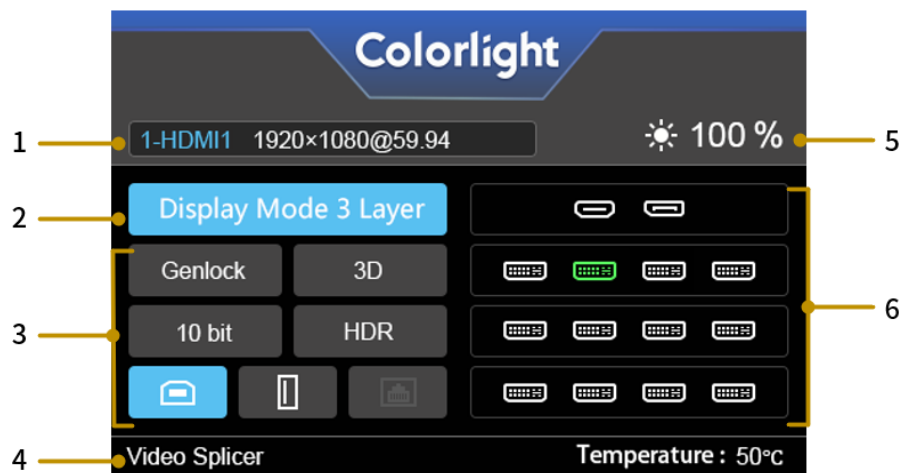 Colorlight
1 1-HDMI1 1920×1080@59.94 100 % 5
2 Display Mode 3 Layer
Genlock 3D
3 10 bit HDR 6
4 Video Splicer Temperature : 50°C